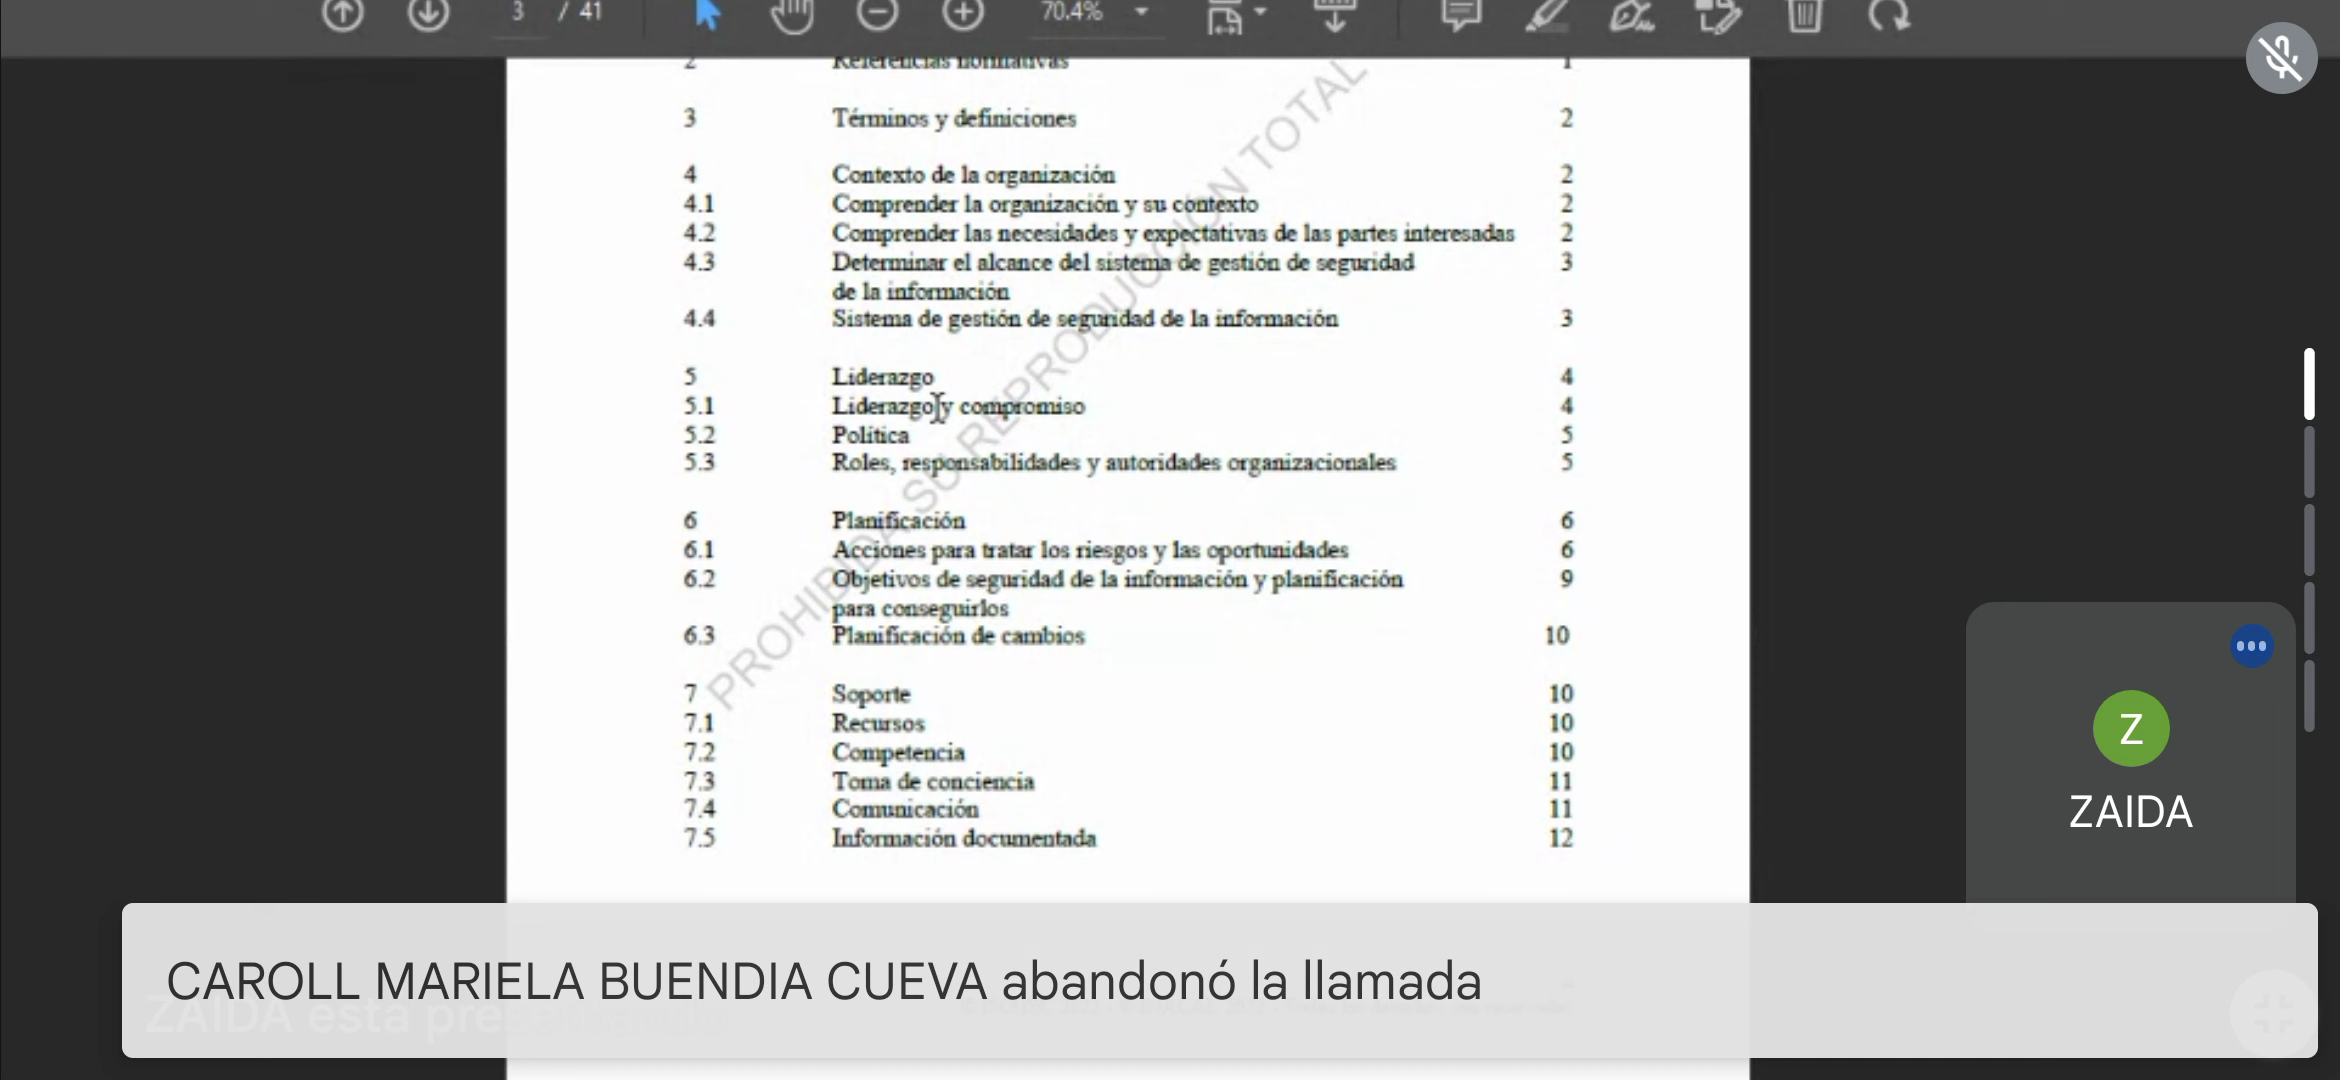 3 / 41
70.4%
2 Referencias normativas 1
3 Términos y definiciones 2
4 Contexto de la organización 2
4.1 Comprender la organización y su contexto 2
4.2 Comprender las necesidades y expectativas de las partes interesadas 2
4.3 Determinar el alcance del sistema de gestión de seguridad 3
de la información
4.4 Sistema de gestión de seguridad de la información 3
5 Liderazgo 4
5.1 Liderazgo y compromiso 4
5.2 Política 5
5.3 Roles, responsabilidades y autoridades organizacionales 5
6 Planificación 6
6.1 Acciones para tratar los riesgos y las oportunidades 6
6.2 Objetivos de seguridad de la información y planificación 9
para conseguirlos
6.3 Planificación de cambios 10
7 Soporte 10
7.1 Recursos 10
7.2 Competencia 10
7.3 Toma de conciencia 11
7.4 Comunicación 11
7.5 Información documentada 12
PROHIBIDA SU REPRODUCCIÓN TOTAL
Z
ZAIDA
CAROLL MARIELA BUENDIA CUEVA abandonó la llamada
ZAIDA está